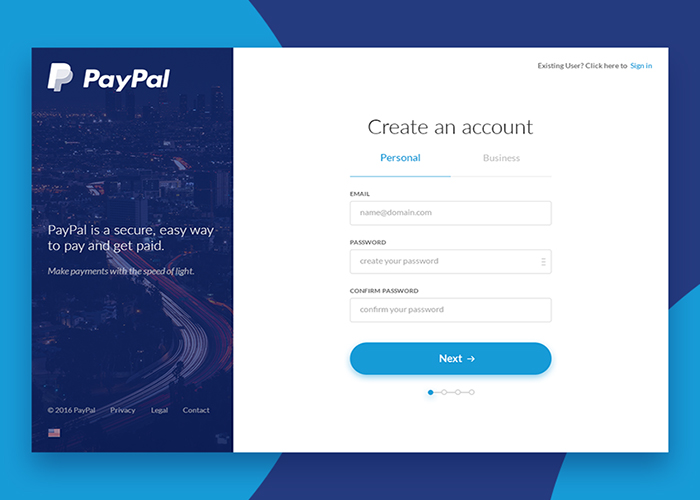 PayPal
PayPal is a secure, easy way
to pay and get paid.
Make payments with the speed of light.
© 2016 PayPal Privacy Legal Contact
Existing User? Click here to Sign in
Create an account
Personal Business
EMAIL
name@domain.com
PASSWORD
create your password
CONFIRM PASSWORD
confirm your password
Next →